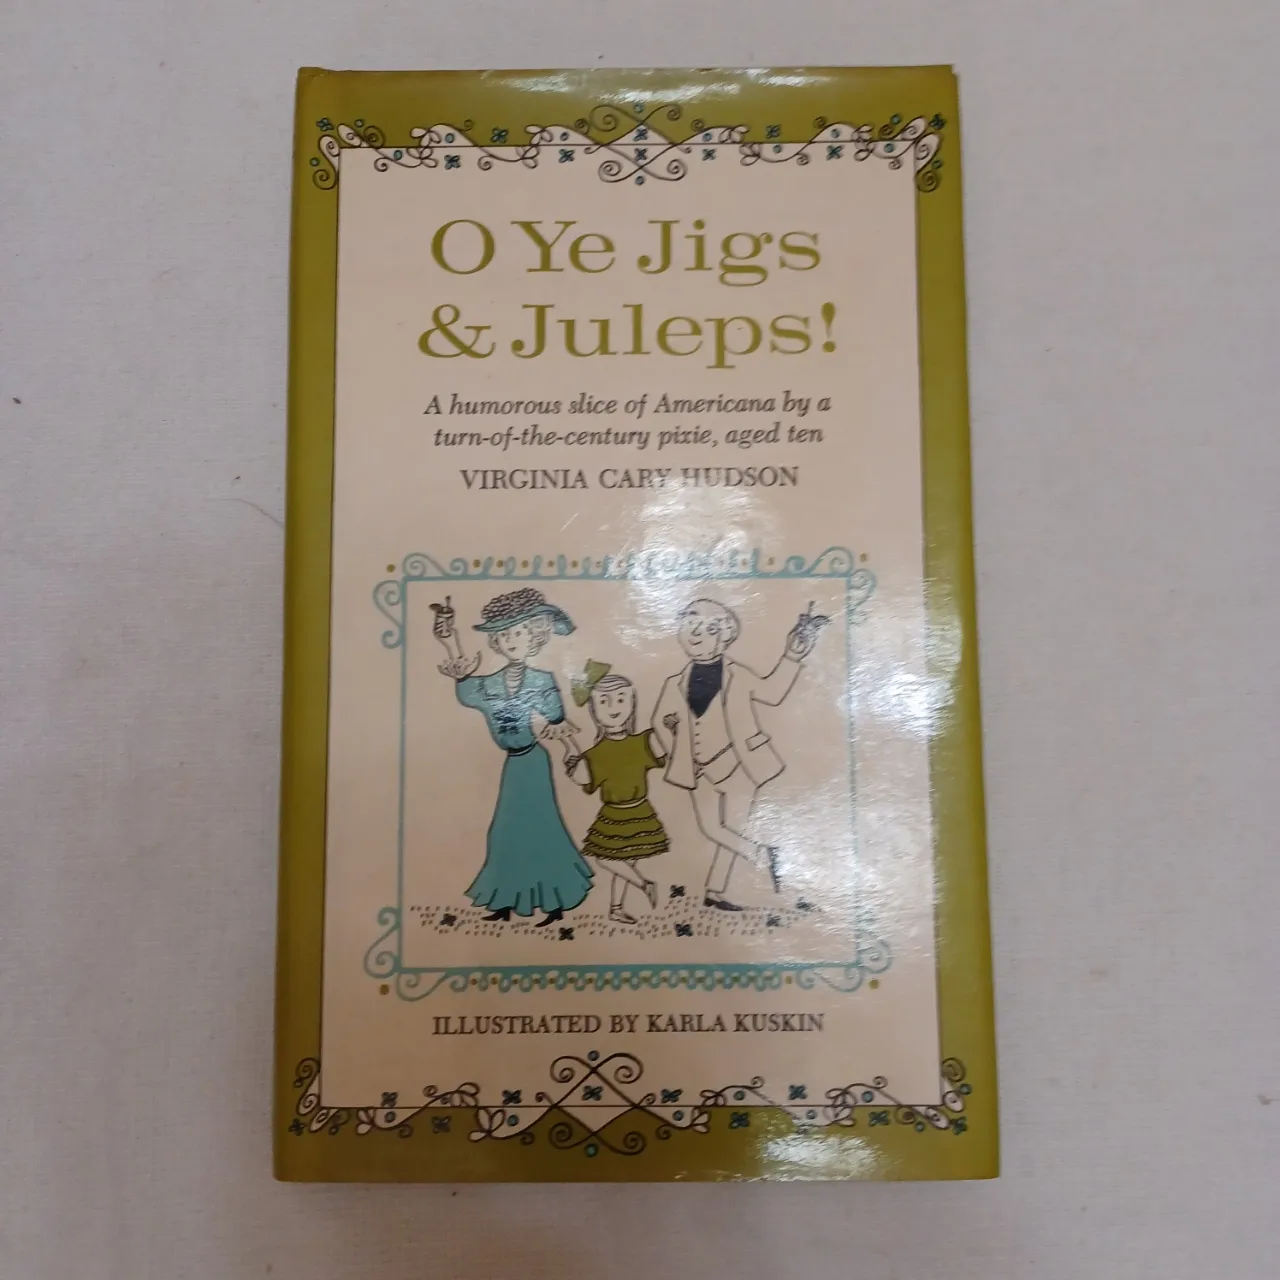 O Ye Jigs
& Juleps!
A humorous slice of Americana by a
turn-of-the-century pixie, aged ten
VIRGINIA CARY HUDSON
ILLUSTRATED BY KARLA KUSKIN